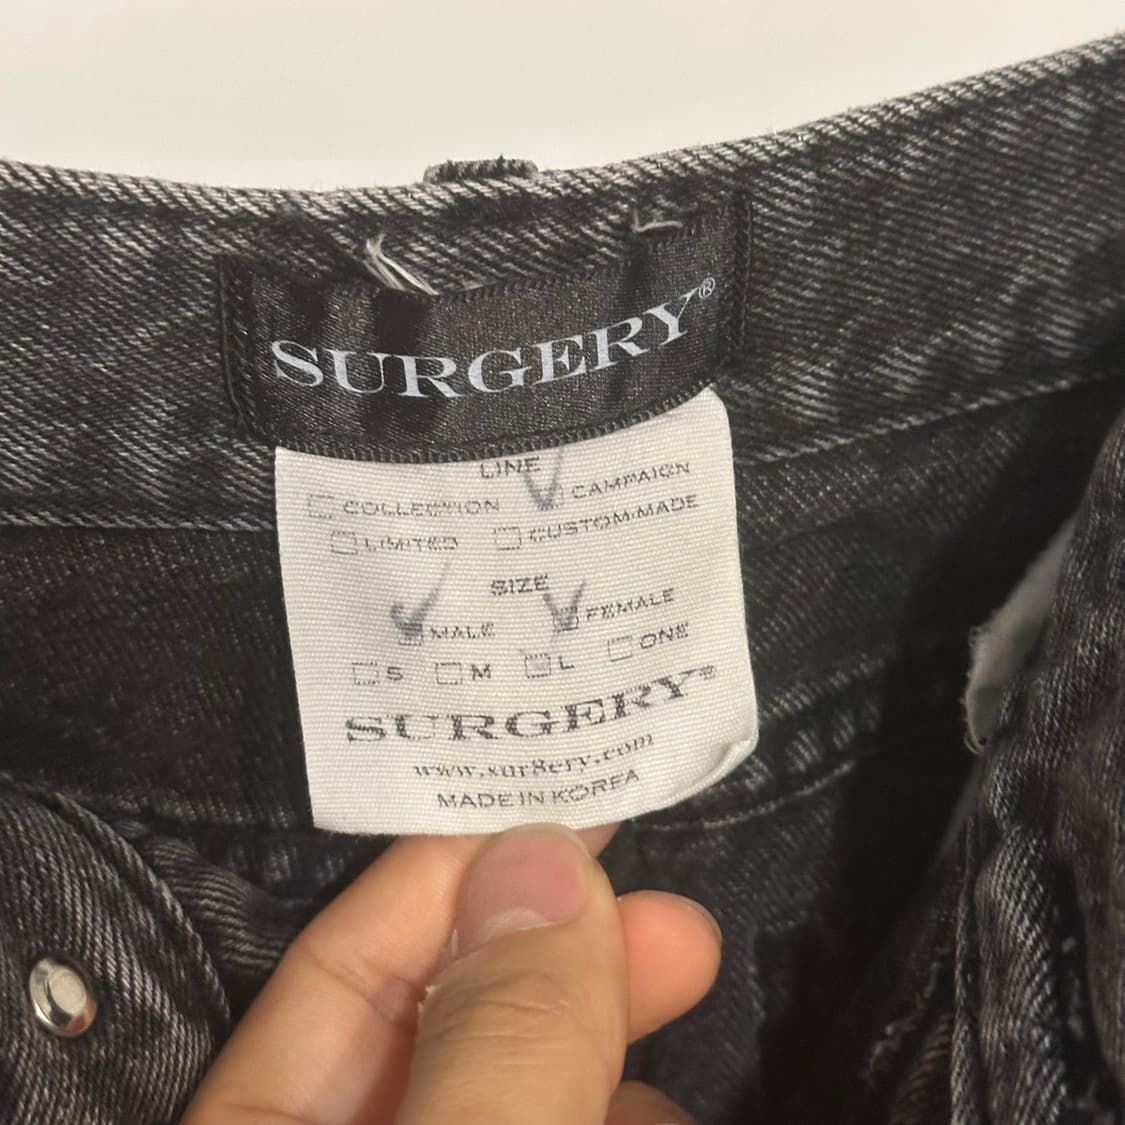 SURGERY®
LINE
COLLECTION CAMPAIGN
LIMITED CUSTOM-MADE
SIZE
MALE FEMALE
S M L ONE
SURGERY®
www.sur8ery.com
MADE IN KOREA